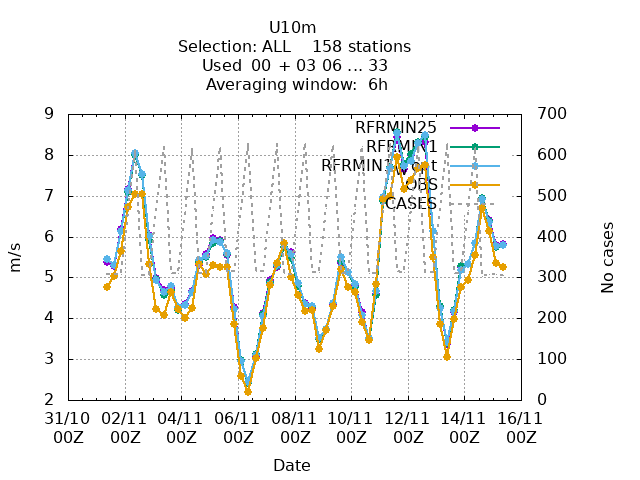 U10m
Selection: ALL 158 stations
Used 00 + 03 06 ... 33
Averaging window: 6h
9 700
RFRMIN25
RFRMIN1
8 600
OBS
7 500
CASES
6 400
m/s
No cases
5 300
4 200
3 100
2 0
31/10 02/11 04/11 06/11 08/11 10/11 12/11 14/11 16/11
00Z 00Z 00Z 00Z 00Z 00Z 00Z 00Z 00Z
Date